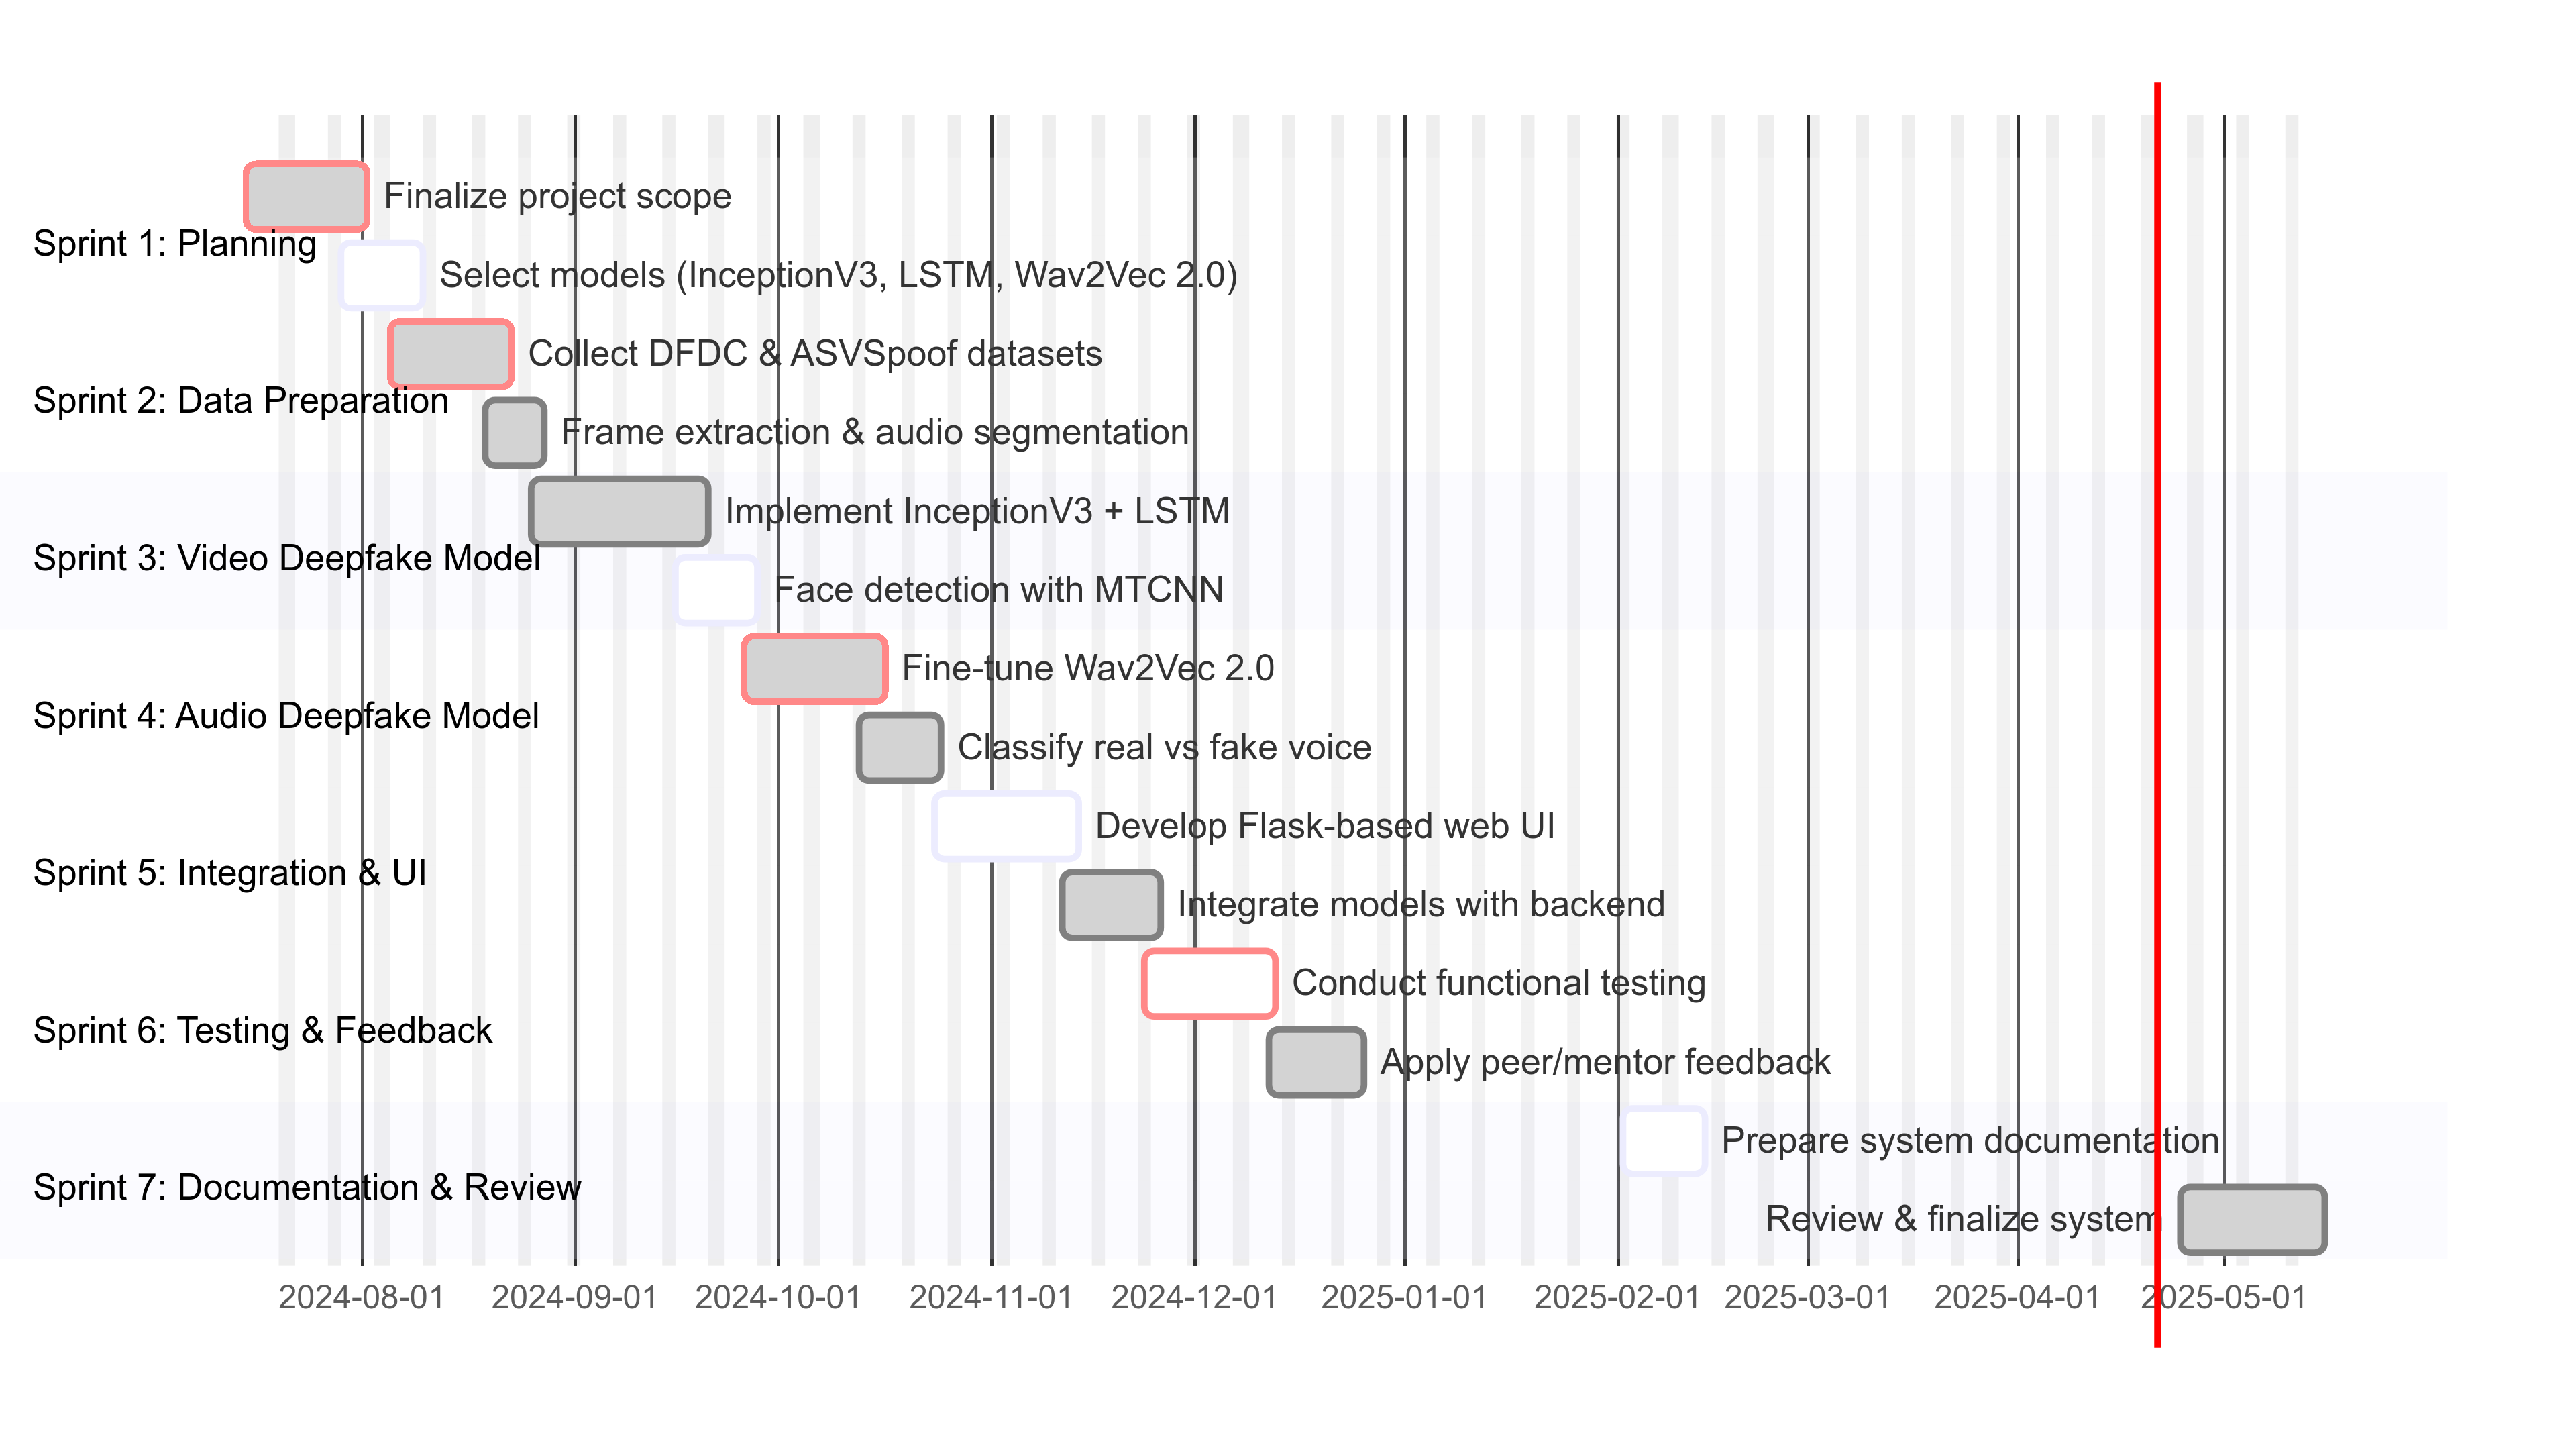 Finalize project scope
Sprint 1: Planning
Select models (InceptionV3, LSTM, Wav2Vec 2.0)
Collect DFDC & ASVSpoof datasets
Sprint 2: Data Preparation
Frame extraction & audio segmentation
Implement InceptionV3 + LSTM
Sprint 3: Video Deepfake Model
Face detection with MTCNN
Fine-tune Wav2Vec 2.0
Sprint 4: Audio Deepfake Model
Classify real vs fake voice
Develop Flask-based web UI
Sprint 5: Integration & UI
Integrate models with backend
Conduct functional testing
Sprint 6: Testing & Feedback
Apply peer/mentor feedback
Prepare system documentation
Sprint 7: Documentation & Review
Review & finalize system
2024-08-01 2024-09-01 2024-10-01 2024-11-01 2024-12-01 2025-01-01 2025-02-01 2025-03-01 2025-04-01 2025-05-01